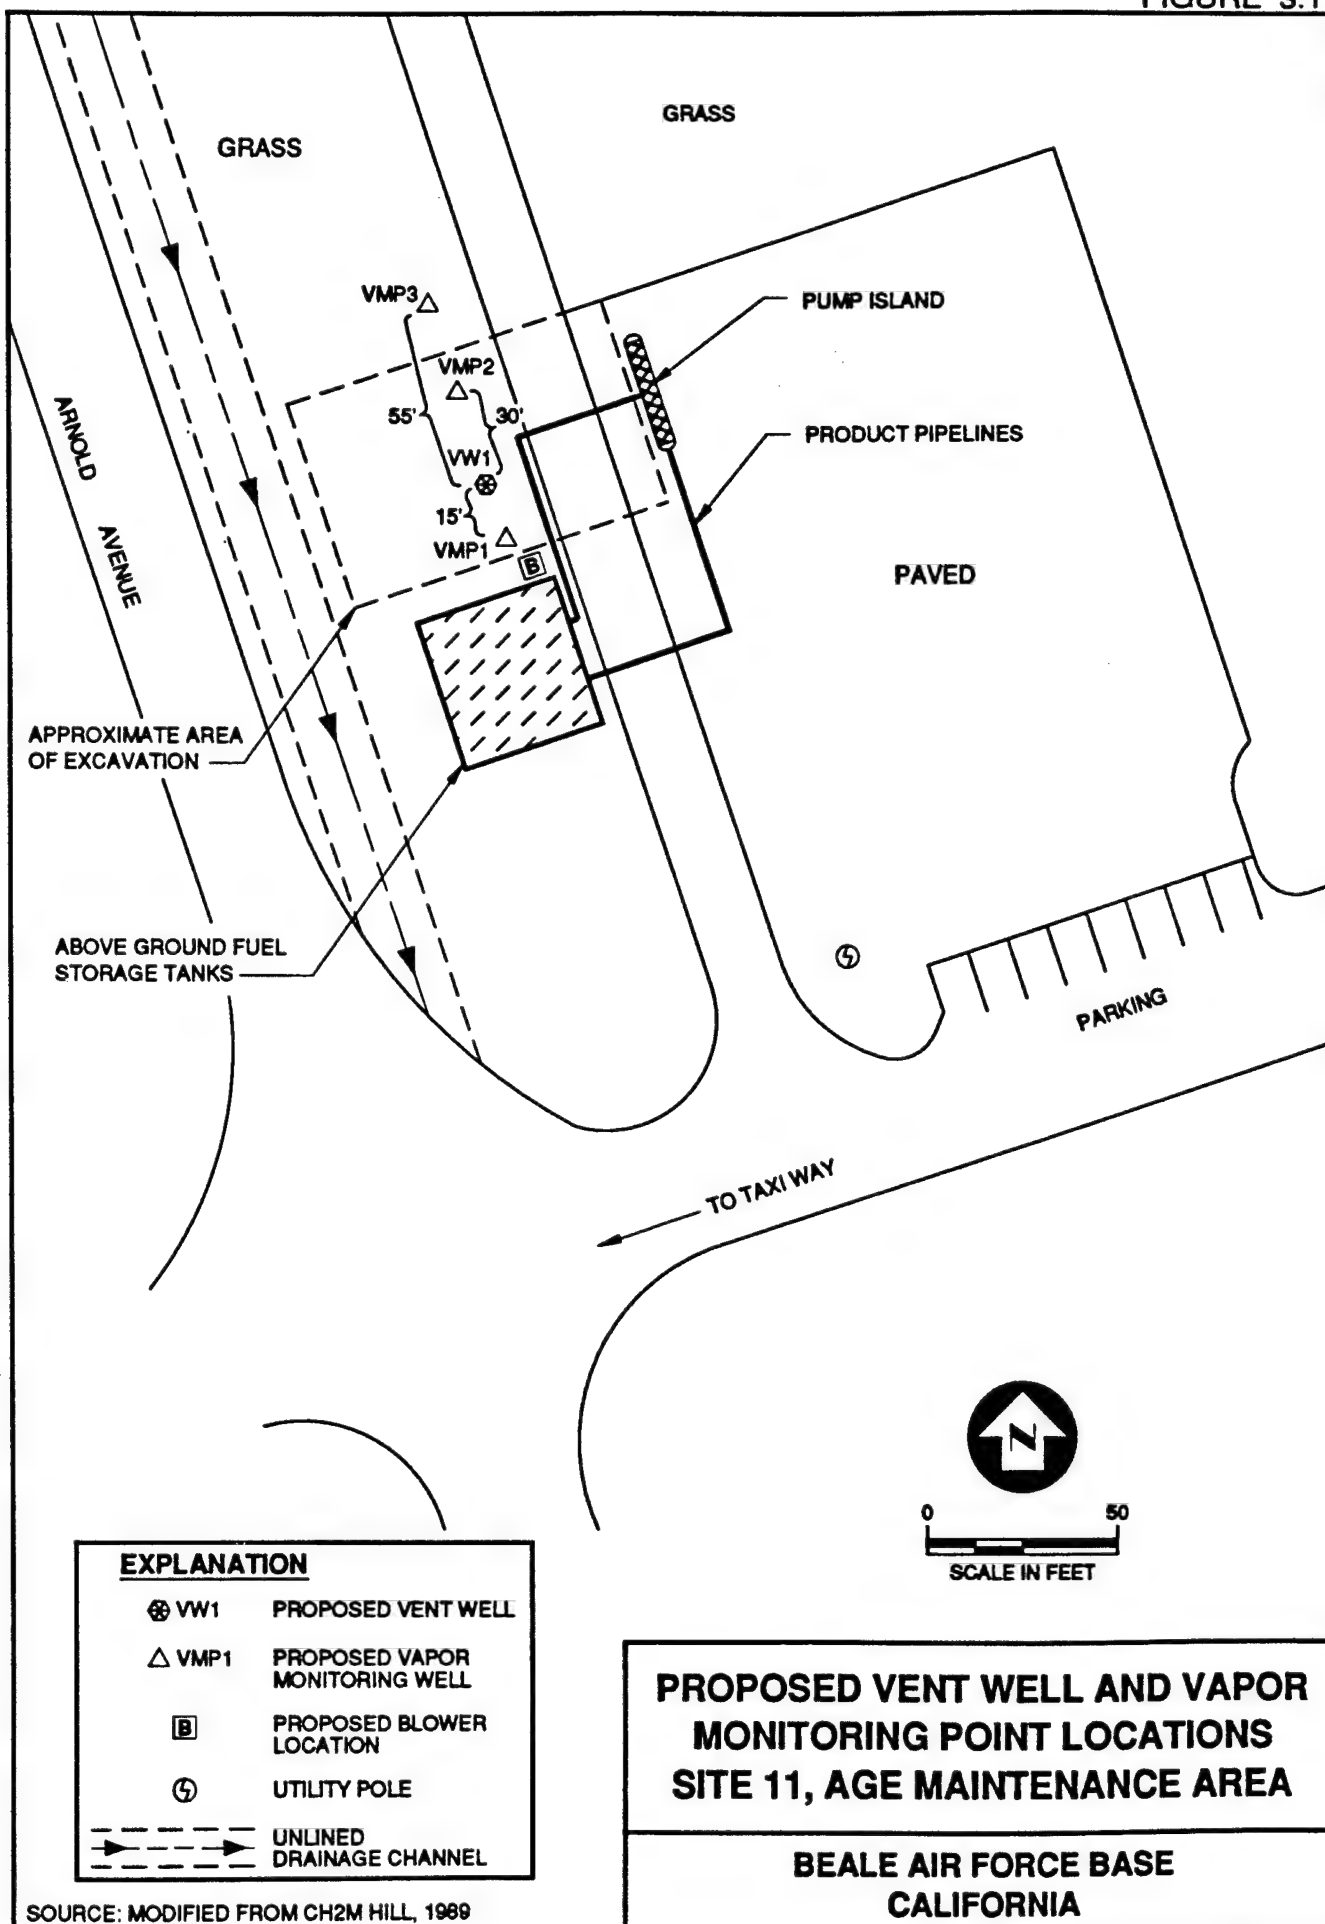 FIGURE 3.1
GRASS
GRASS
VMP3
PUMP ISLAND
VMP2
55'
30'
ARNOLD AVENUE
PRODUCT PIPELINES
VW1
15'
VMP1
B
PAVED
APPROXIMATE AREA
OF EXCAVATION
ABOVE GROUND FUEL
STORAGE TANKS
PARKING
TO TAXI WAY
N
0 50
SCALE IN FEET
EXPLANATION
VW1 PROPOSED VENT WELL
VMP1 PROPOSED VAPOR
MONITORING WELL
B PROPOSED BLOWER
LOCATION
UTILITY POLE
UNLINED
DRAINAGE CHANNEL
SOURCE: MODIFIED FROM CH2M HILL, 1989
PROPOSED VENT WELL AND VAPOR
MONITORING POINT LOCATIONS
SITE 11, AGE MAINTENANCE AREA
BEALE AIR FORCE BASE
CALIFORNIA